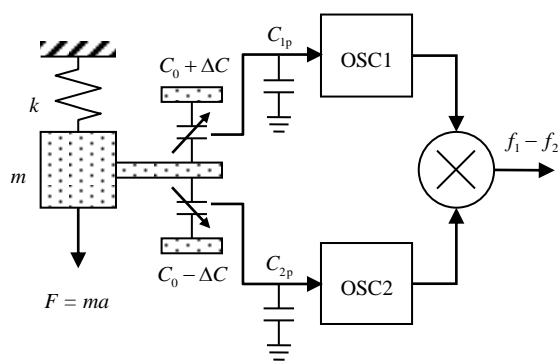 C₁ₚ
C₀ + ΔC
OSC1
k
f₁ − f₂
m
C₂ₚ
C₀ − ΔC
OSC2
F = ma